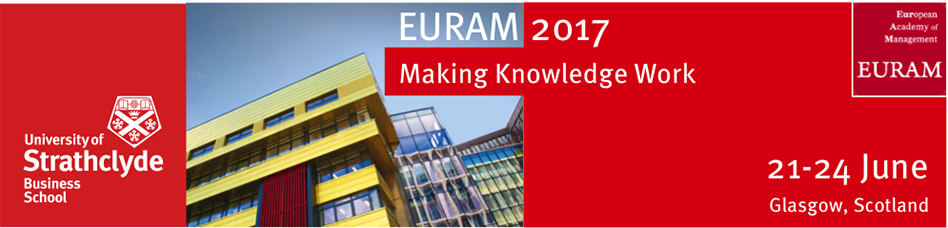 EURAM 2017
Making Knowledge Work
European
Academy of
Management
EURAM
University of
Strathclyde
Business
School
21-24 June
Glasgow, Scotland